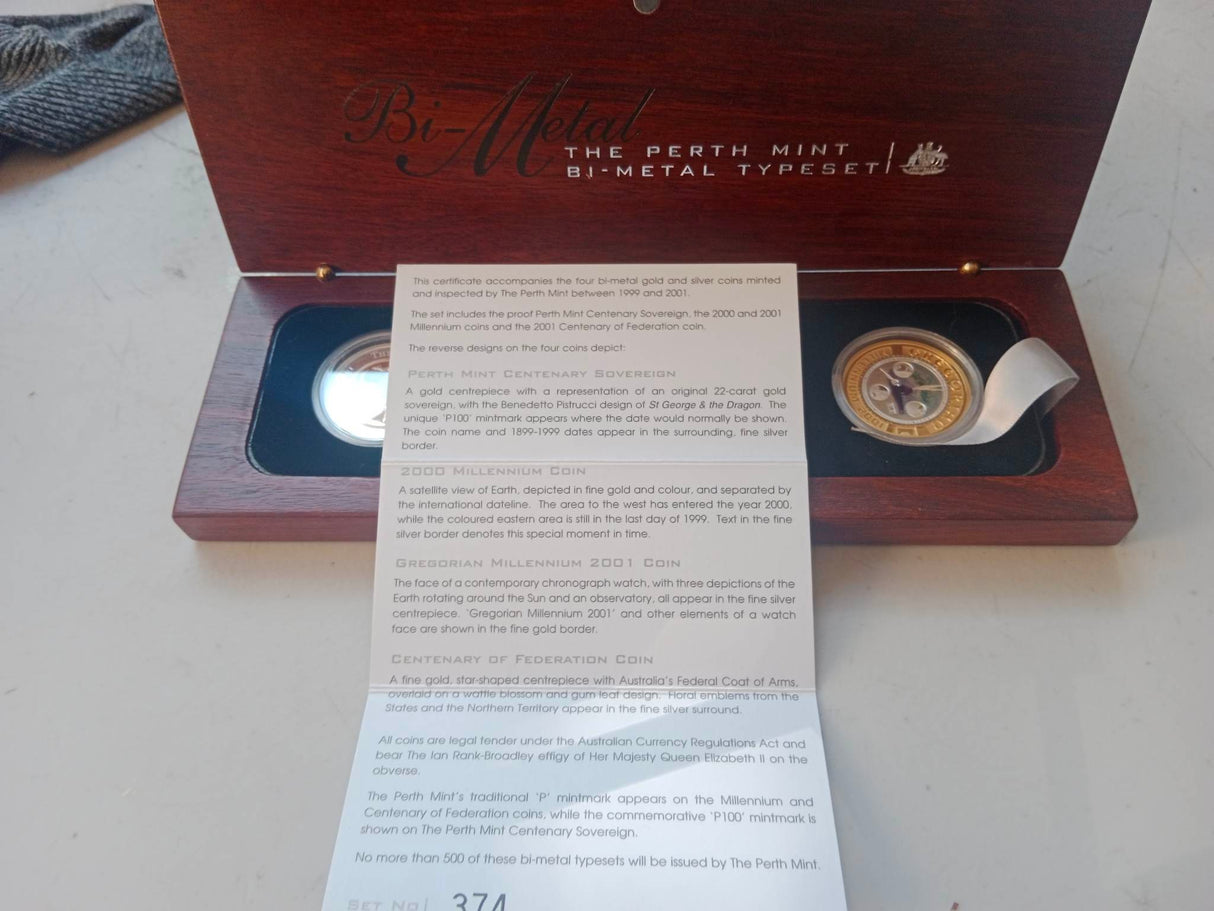 Bi-Metal
THE PERTH MINT
BI-METAL TYPESET
This certificate accompanies the four bi-metal gold and silver coins minted
and inspected by The Perth Mint between 1999 and 2001.
The set includes the proof Perth Mint Centenary Sovereign, the 2000 and 2001
Millennium coins and the 2001 Centenary of Federation coin.
The reverse designs on the four coins depict:
PERTH MINT CENTENARY SOVEREIGN
A gold centrepiece with a representation of an original 22-carat gold
sovereign, with the Benedetto Pistrucci design of St George & the Dragon. The
unique 'P100' mintmark appears where the date would normally be shown.
The coin name and 1899-1999 dates appear in the surrounding, fine silver
border.
2000 MILLENNIUM COIN
A satellite view of Earth, depicted in fine gold and colour, and separated by
the international dateline. The area to the west has entered the year 2000,
while the coloured eastern area is still in the last day of 1999. Text in the fine
silver border denotes this special moment in time.
GREGORIAN MILLENNIUM 2001 COIN
The face of a contemporary chronograph watch, with three depictions of the
Earth rotating around the Sun and an observatory, all appear in the fine silver
centrepiece. 'Gregorian Millennium 2001' and other elements of a watch
face are shown in the fine gold border.
CENTENARY OF FEDERATION COIN
A fine gold, star-shaped centrepiece with Australia's Federal Coat of Arms,
overlaid on a wattle blossom and gum leaf design. Floral emblems from the
States and the Northern Territory appear in the fine silver surround.
All coins are legal tender under the Australian Currency Regulations Act and
bear The Ian Rank-Broadley effigy of Her Majesty Queen Elizabeth II on the
obverse.
The Perth Mint's traditional 'P' mintmark appears on the Millennium and
Centenary of Federation coins, while the commemorative 'P100' mintmark is
shown on The Perth Mint Centenary Sovereign.
No more than 500 of these bi-metal typesets will be issued by The Perth Mint.
SET NO| 374